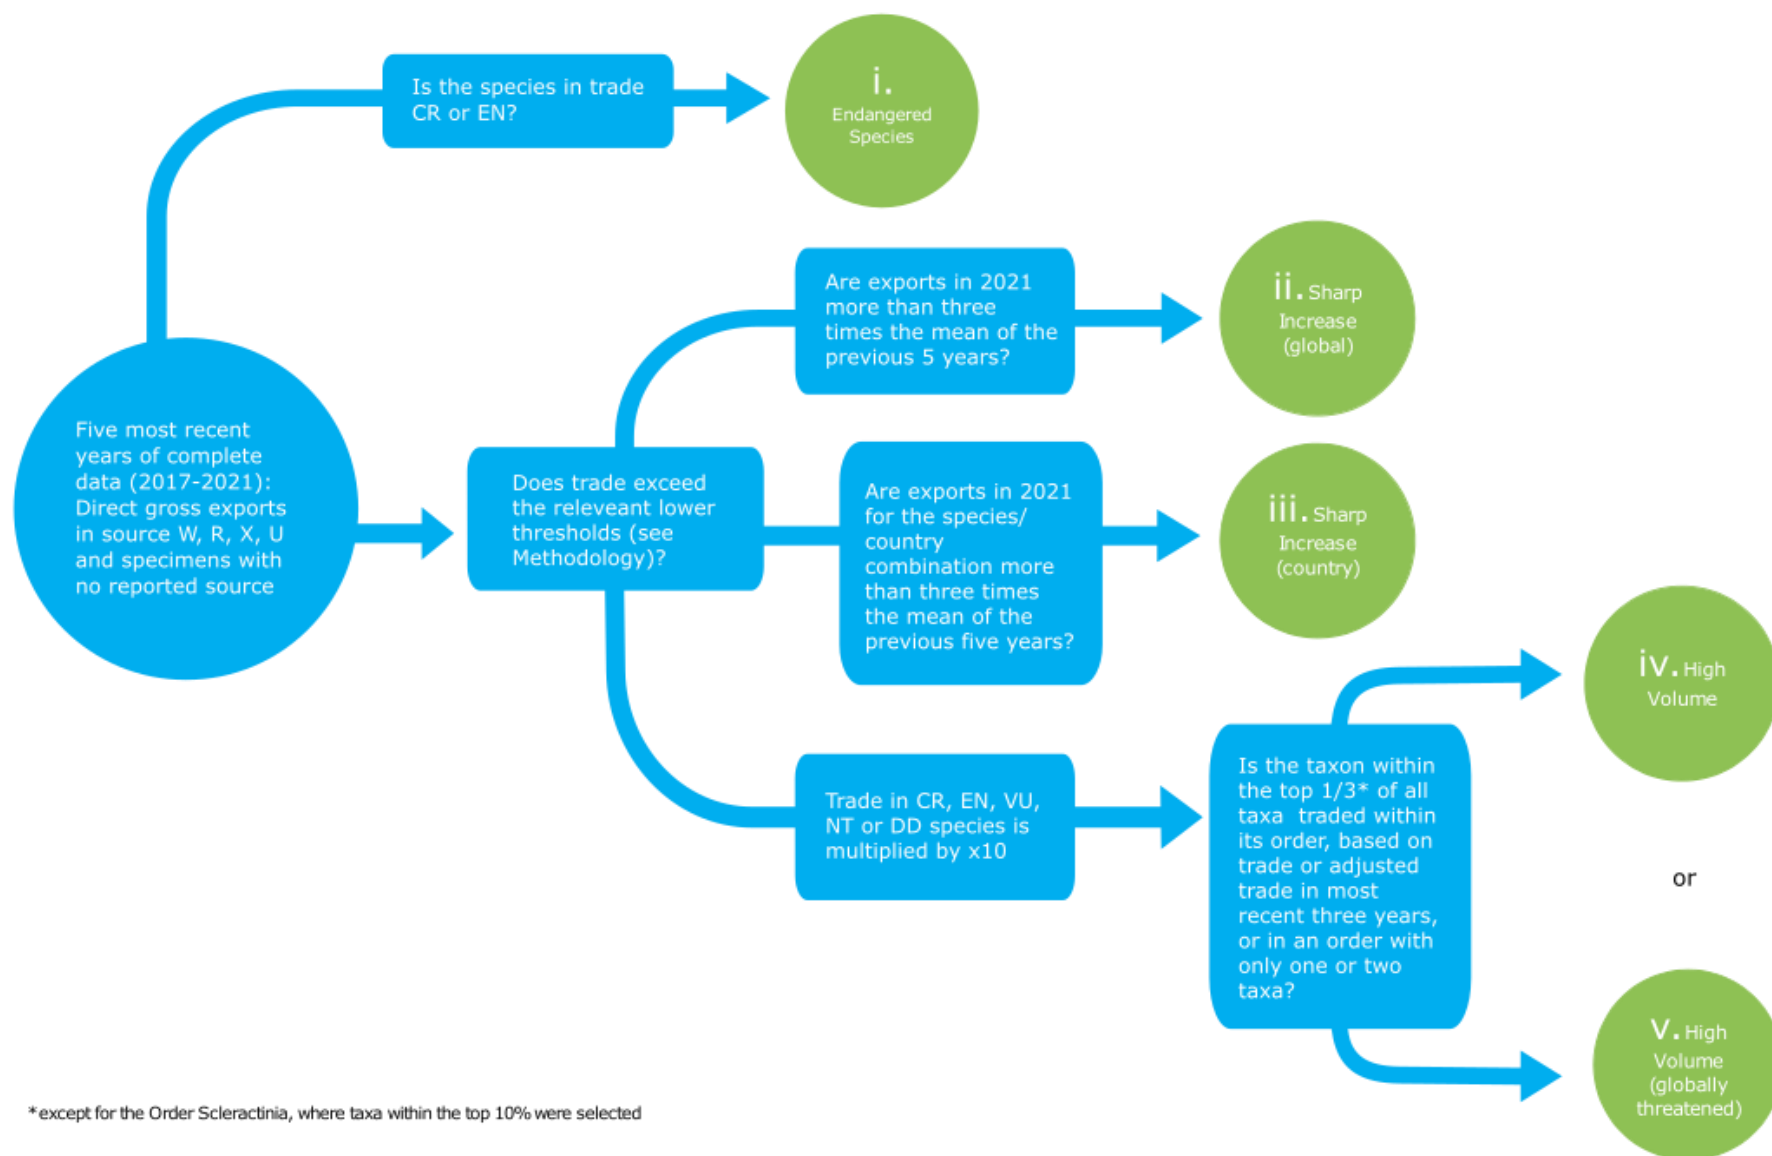 Is the species in trade
CR or EN?
i.
Endangered
Species
Are exports in 2021
more than three
times the mean of the
previous 5 years?
ii. Sharp
Increase
(global)
Five most recent
years of complete
data (2017-2021):
Direct gross exports
in source W, R, X, U
and specimens with
no reported source
Does trade exceed
the releveant lower
thresholds (see
Methodology)?
Are exports in 2021
for the species/
country
combination more
than three times
the mean of the
previous five years?
iii. Sharp
Increase
(country)
Trade in CR, EN, VU,
NT or DD species is
multiplied by x10
Is the taxon within
the top 1/3* of all
taxa traded within
its order, based on
trade or adjusted
trade in most
recent three years,
or in an order with
only one or two
taxa?
iv. High
Volume
or
v. High
Volume
(globally
threatened)
*except for the Order Scleractinia, where taxa within the top 10% were selected